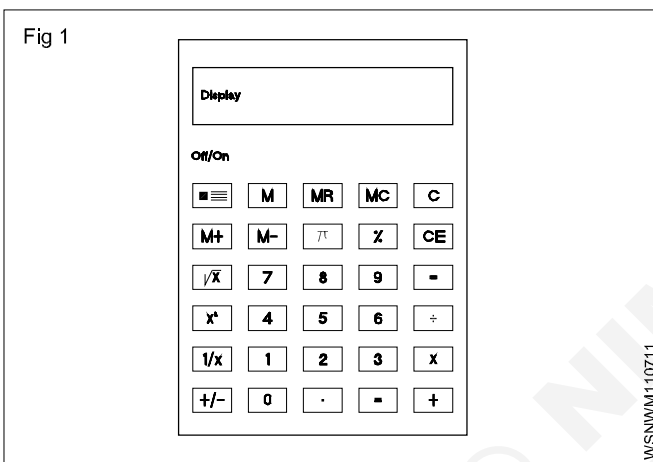 Fig 1
Display
Off/On
M MR MC C
M+ M- π % CE
√x 7 8 9 -
x² 4 5 6 ÷
1/x 1 2 3 x
+/- 0 . = +
WSNWM110711
© NI